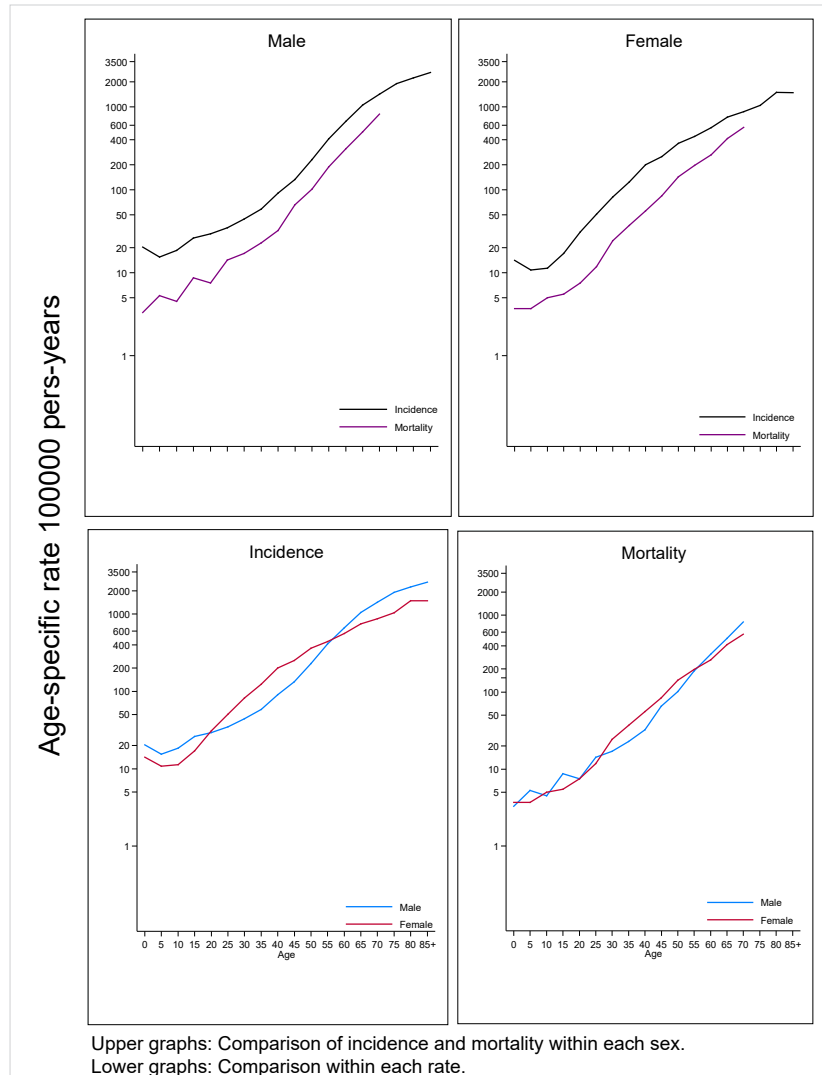 Age-specific rate 100000 pers-years
Male
3500
2000
1000
600
400
200
100
50
20
10
5
1
Incidence
Mortality
Female
3500
2000
1000
600
400
200
100
50
20
10
5
1
Incidence
Mortality
Incidence
3500
2000
1000
600
400
200
100
50
20
10
5
1
Male
Female
0 5 10 15 20 25 30 35 40 45 50 55 60 65 70 75 80 85+
Age
Mortality
3500
2000
1000
600
400
200
100
50
20
10
5
1
Male
Female
0 5 10 15 20 25 30 35 40 45 50 55 60 65 70 75 80 85+
Age
Upper graphs: Comparison of incidence and mortality within each sex.
Lower graphs: Comparison within each rate.